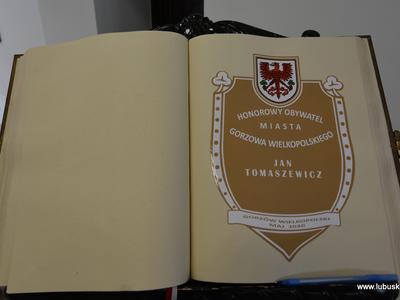 HONOROWY OBYWATEL
MIASTA
GORZOWA WIELKOPOLSKIEGO
JAN
TOMASZEWICZ
GORZÓW WIELKOPOLSKI
MAJ 2020
www.lubusk